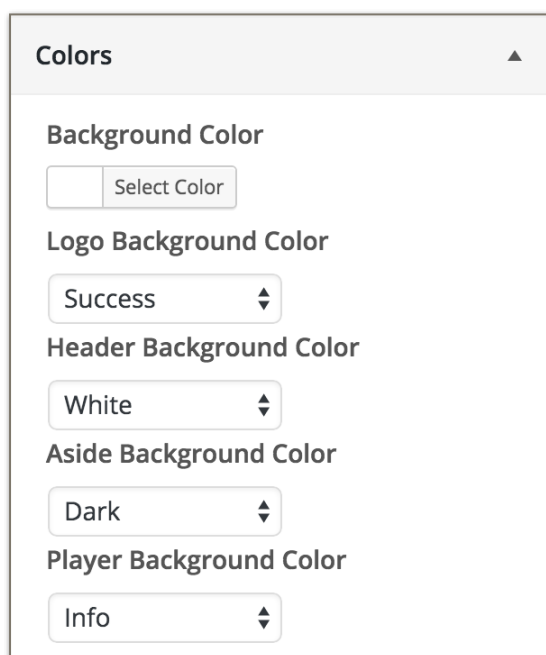 Colors
Background Color
Select Color
Logo Background Color
Success
Header Background Color
White
Aside Background Color
Dark
Player Background Color
Info